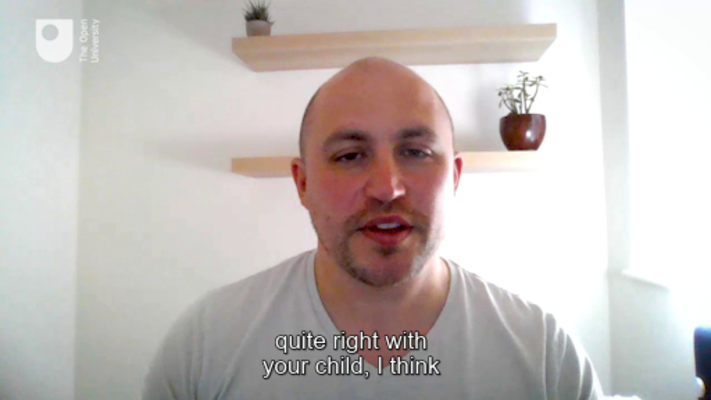 The Open
University
quite right with
your child, I think